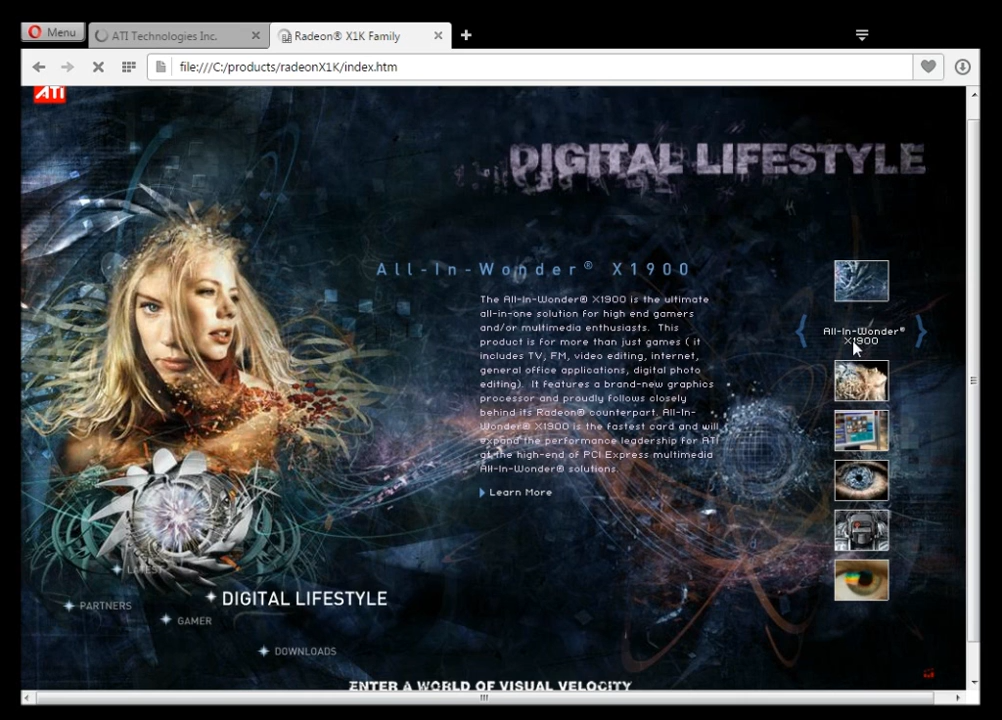 Menu
ATI Technologies Inc.
Radeon® X1K Family
file:///C:/products/radeonX1K/index.htm
ATI
DIGITAL LIFESTYLE
All-In-Wonder® X1900
The All-In-Wonder® X1900 is the ultimate
all-in-one solution for high end gamers
and/or multimedia enthusiasts. This
product is for more than just games ( it
includes TV, FM, video editing, internet,
general office applications, digital photo
editing). It features a brand-new graphics
processor and proudly follows closely
behind its Radeon® counterpart. All-In-
Wonder® X1900 is the fastest card and will
expand the performance leadership for ATI
at the high-end of PCI Express multimedia
All-In-Wonder® solutions.
Learn More
All-In-Wonder®
X1900
LATEST
DIGITAL LIFESTYLE
PARTNERS
GAMER
DOWNLOADS
ENTER A WORLD OF VISUAL VELOCITY